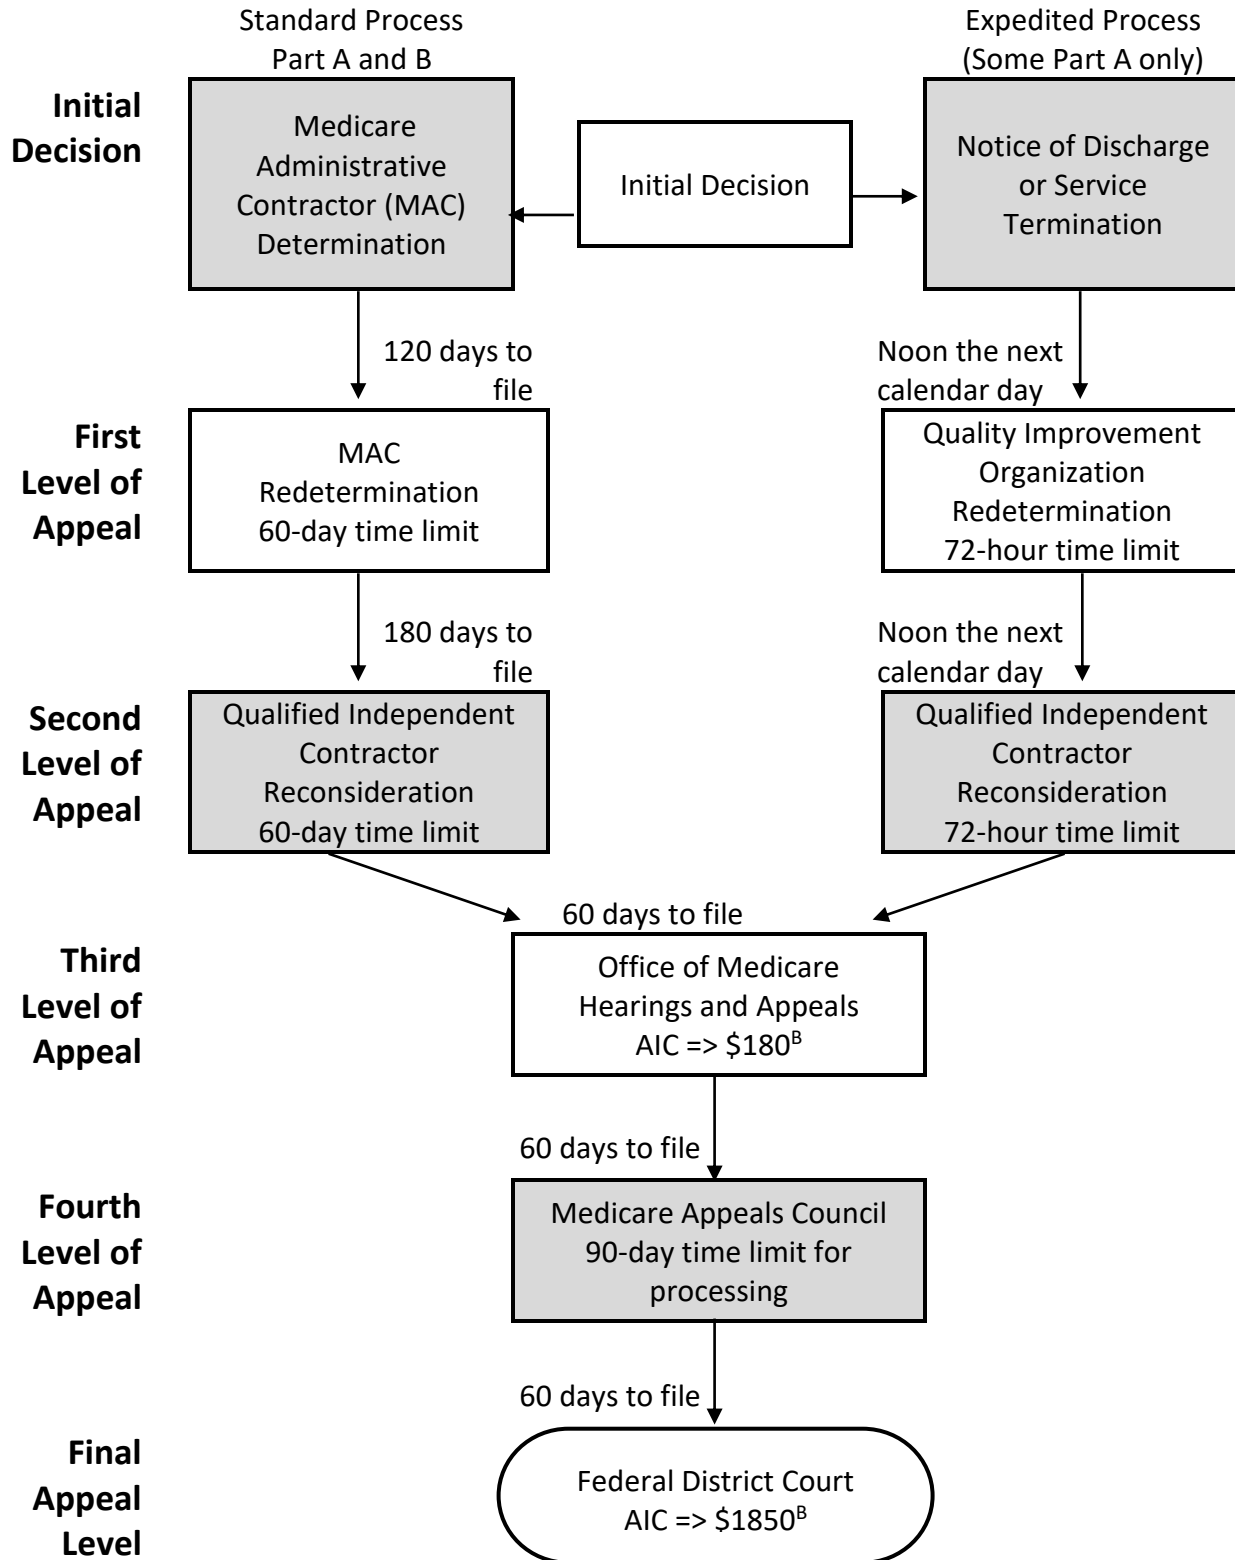 Standard Process
Part A and B
Expedited Process
(Some Part A only)
Initial
Decision
Medicare
Administrative
Contractor (MAC)
Determination
Initial Decision
Notice of Discharge
or Service
Termination
120 days to
file
Noon the next
calendar day
First
Level of
Appeal
MAC
Redetermination
60-day time limit
Quality Improvement
Organization
Redetermination
72-hour time limit
180 days to
file
Noon the next
calendar day
Second
Level of
Appeal
Qualified Independent
Contractor
Reconsideration
60-day time limit
Qualified Independent
Contractor
Reconsideration
72-hour time limit
60 days to file
Third
Level of
Appeal
Office of Medicare
Hearings and Appeals
AIC => $180ᴮ
60 days to file
Fourth
Level of
Appeal
Medicare Appeals Council
90-day time limit for
processing
60 days to file
Final
Appeal
Level
Federal District Court
AIC => $1850ᴮ